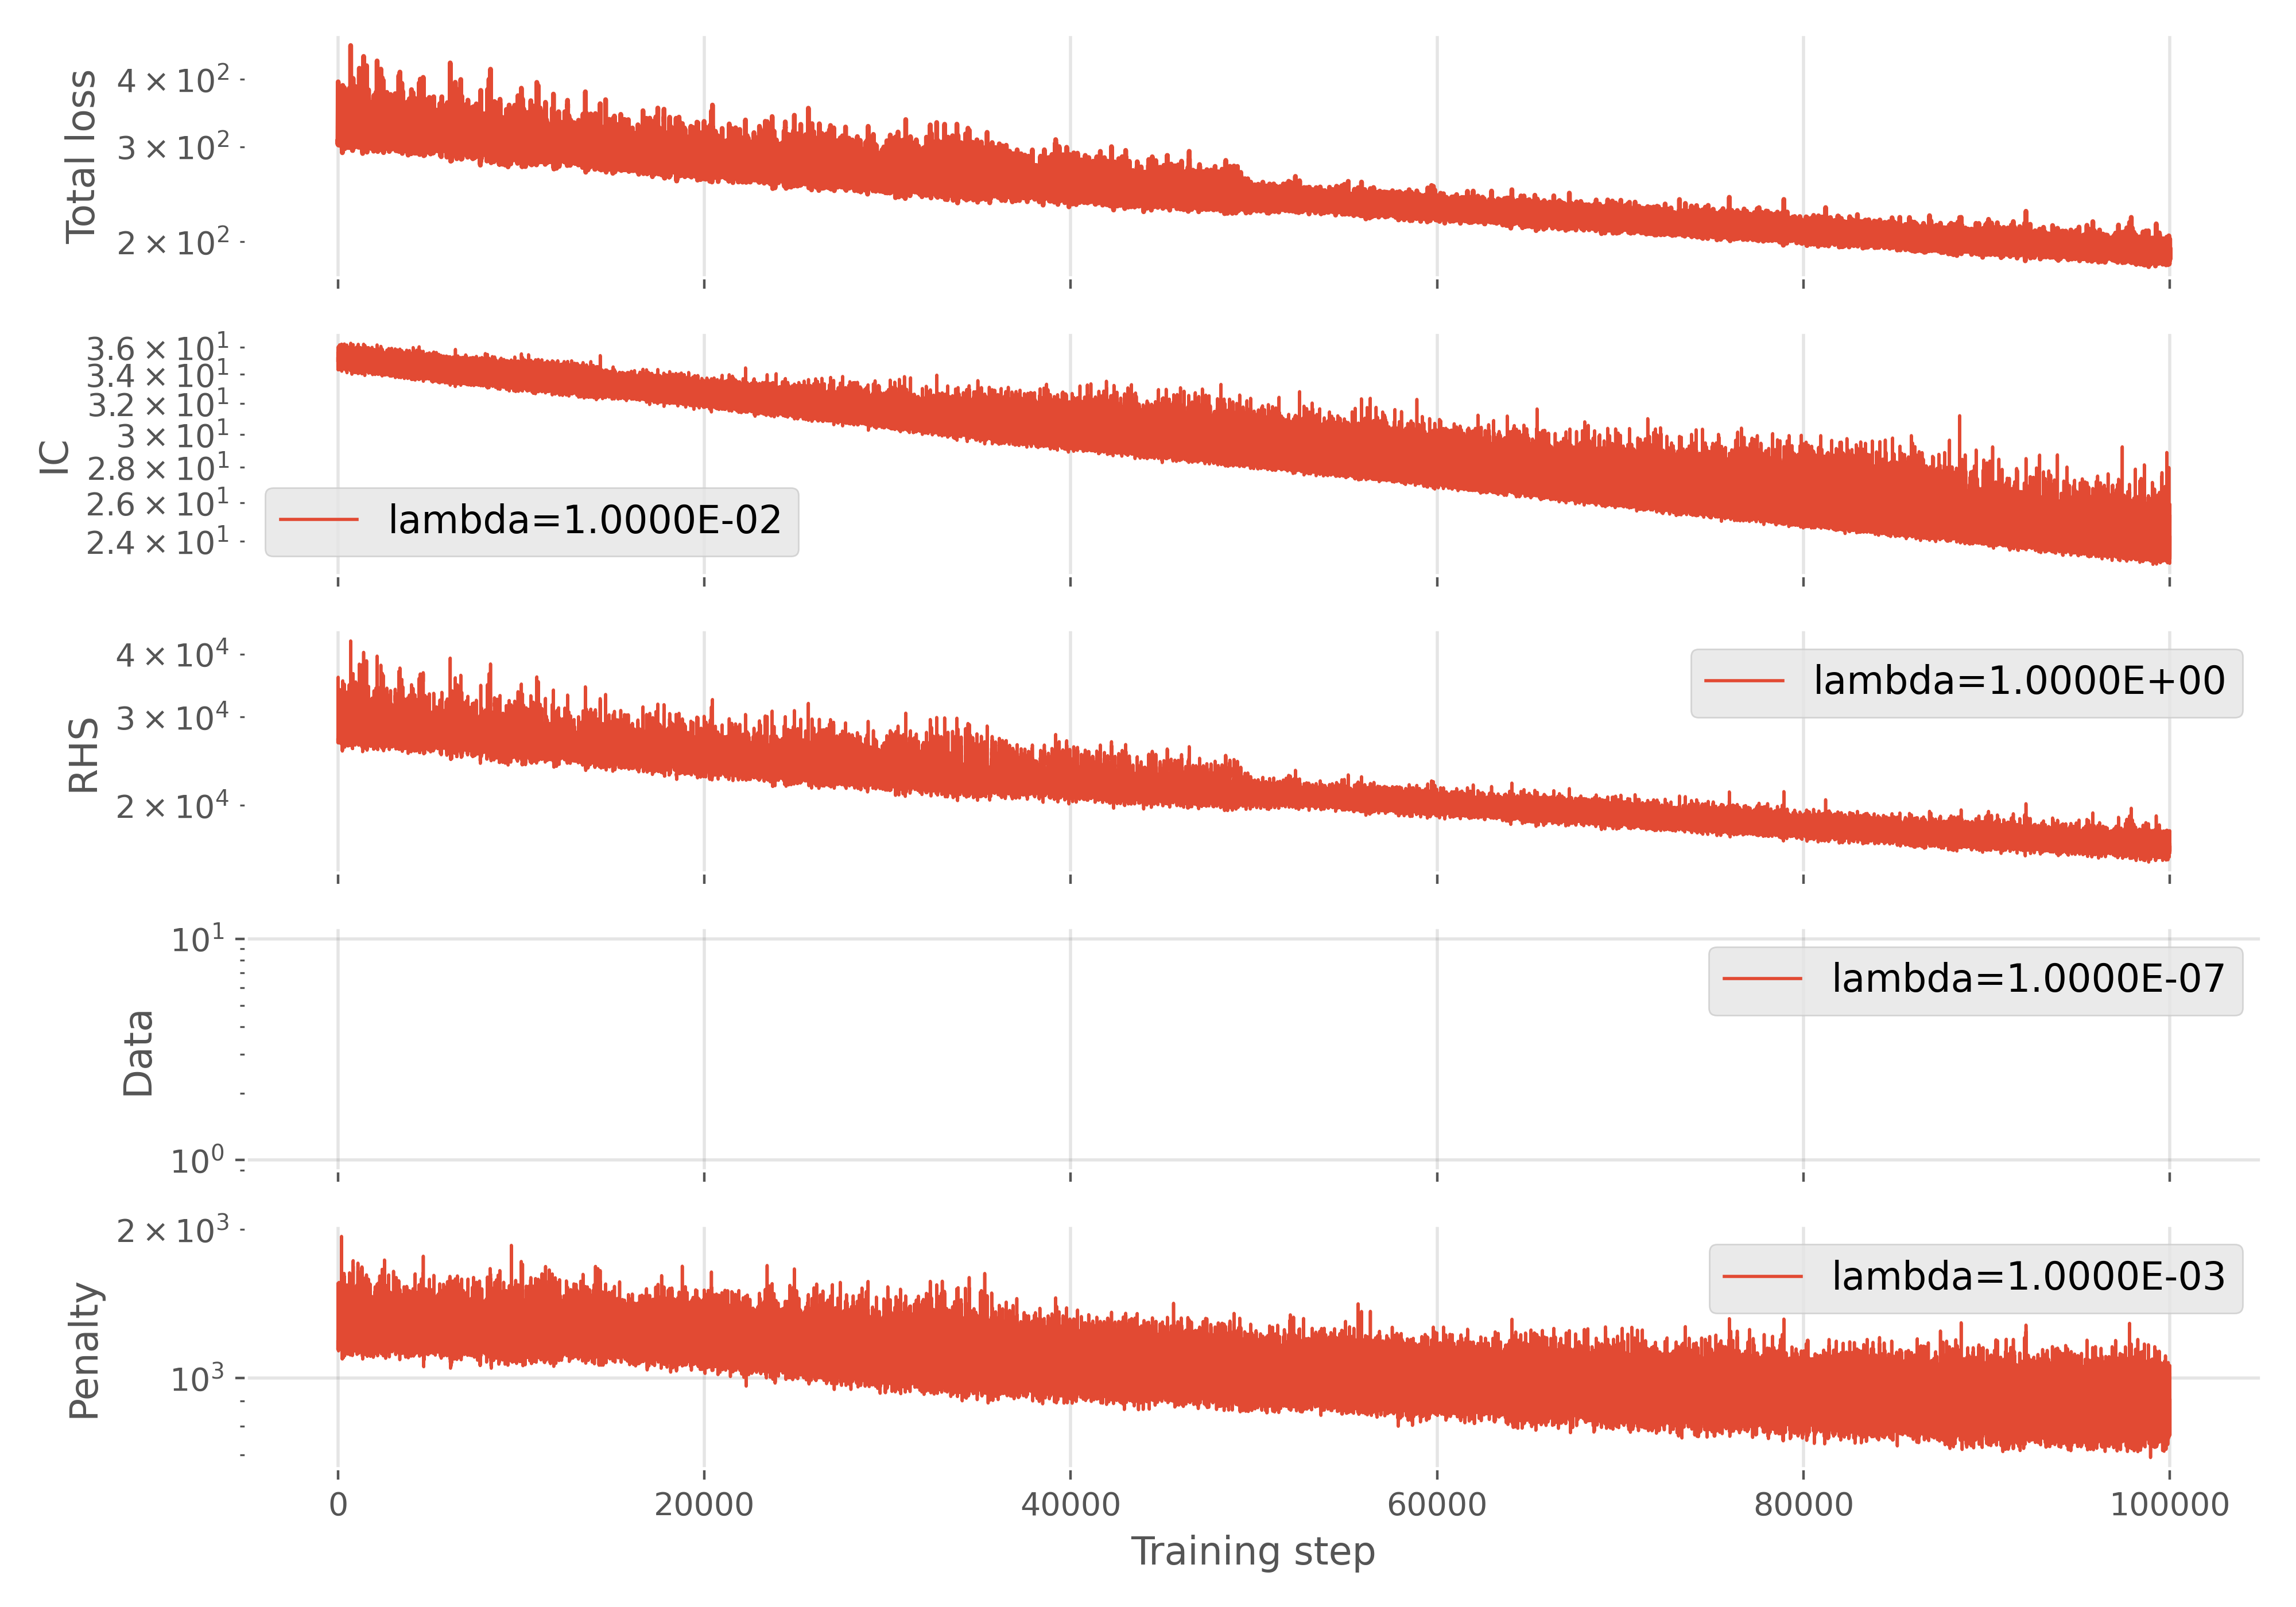 Total loss
4 × 10²
3 × 10²
2 × 10²
IC
3.6 × 10¹
3.4 × 10¹
3.2 × 10¹
3 × 10¹
2.8 × 10¹
2.6 × 10¹
2.4 × 10¹
lambda=1.0000E-02
RHS
4 × 10⁴
3 × 10⁴
2 × 10⁴
lambda=1.0000E+00
Data
10¹
10⁰
lambda=1.0000E-07
Penalty
2 × 10³
10³
lambda=1.0000E-03
0 20000 40000 60000 80000 100000
Training step